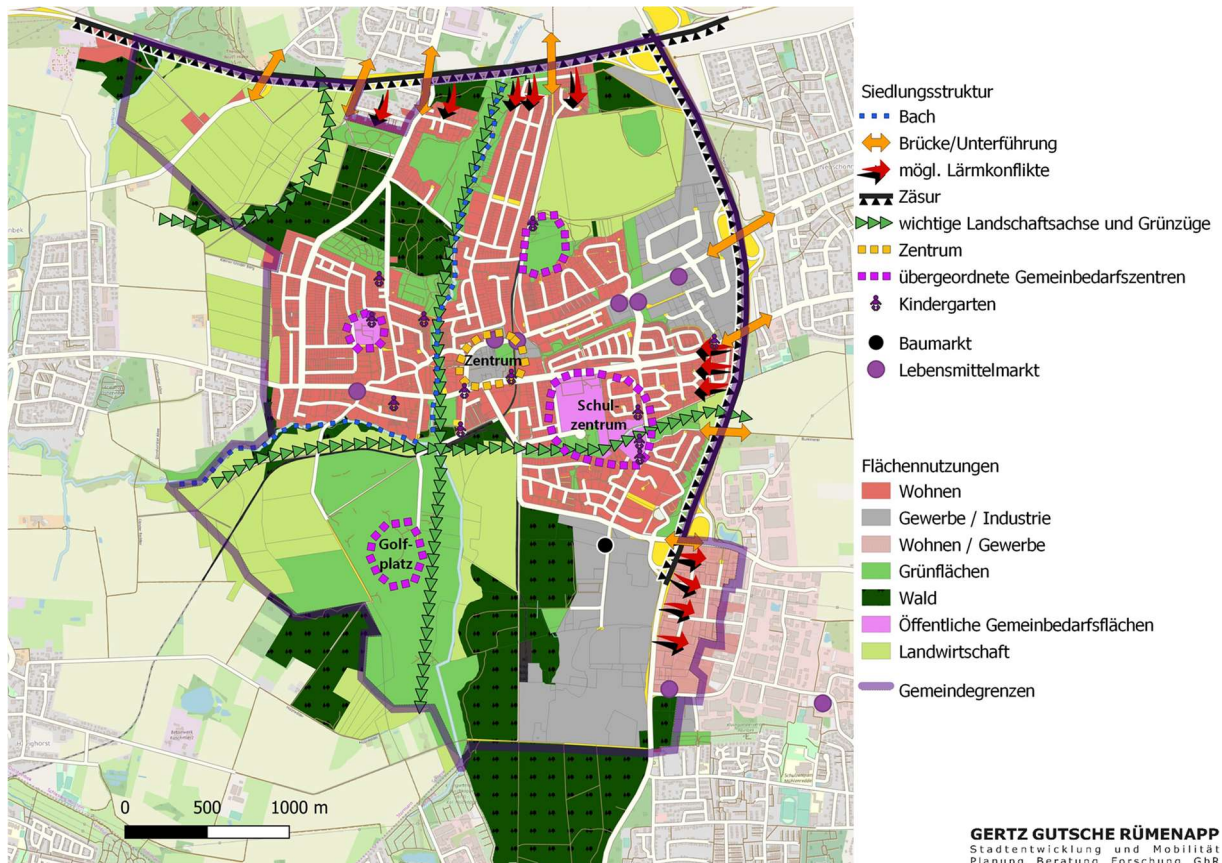 Siedlungsstruktur
Bach
Brücke/Unterführung
mögl. Lärmkonflikte
Zäsur
wichtige Landschaftsachse und Grünzüge
Zentrum
übergeordnete Gemeinbedarfszentren
Kindergarten
Baumarkt
Lebensmittelmarkt
Flächennutzungen
Wohnen
Gewerbe / Industrie
Wohnen / Gewerbe
Grünflächen
Wald
Öffentliche Gemeinbedarfsflächen
Landwirtschaft
Gemeindegrenzen
Zentrum
Schul-
zentrum
Golf-
platz
0 500 1000 m
GERTZ GUTSCHE RÜMENAPP
Stadtentwicklung und Mobilität
Planung Beratung Forschung GbR